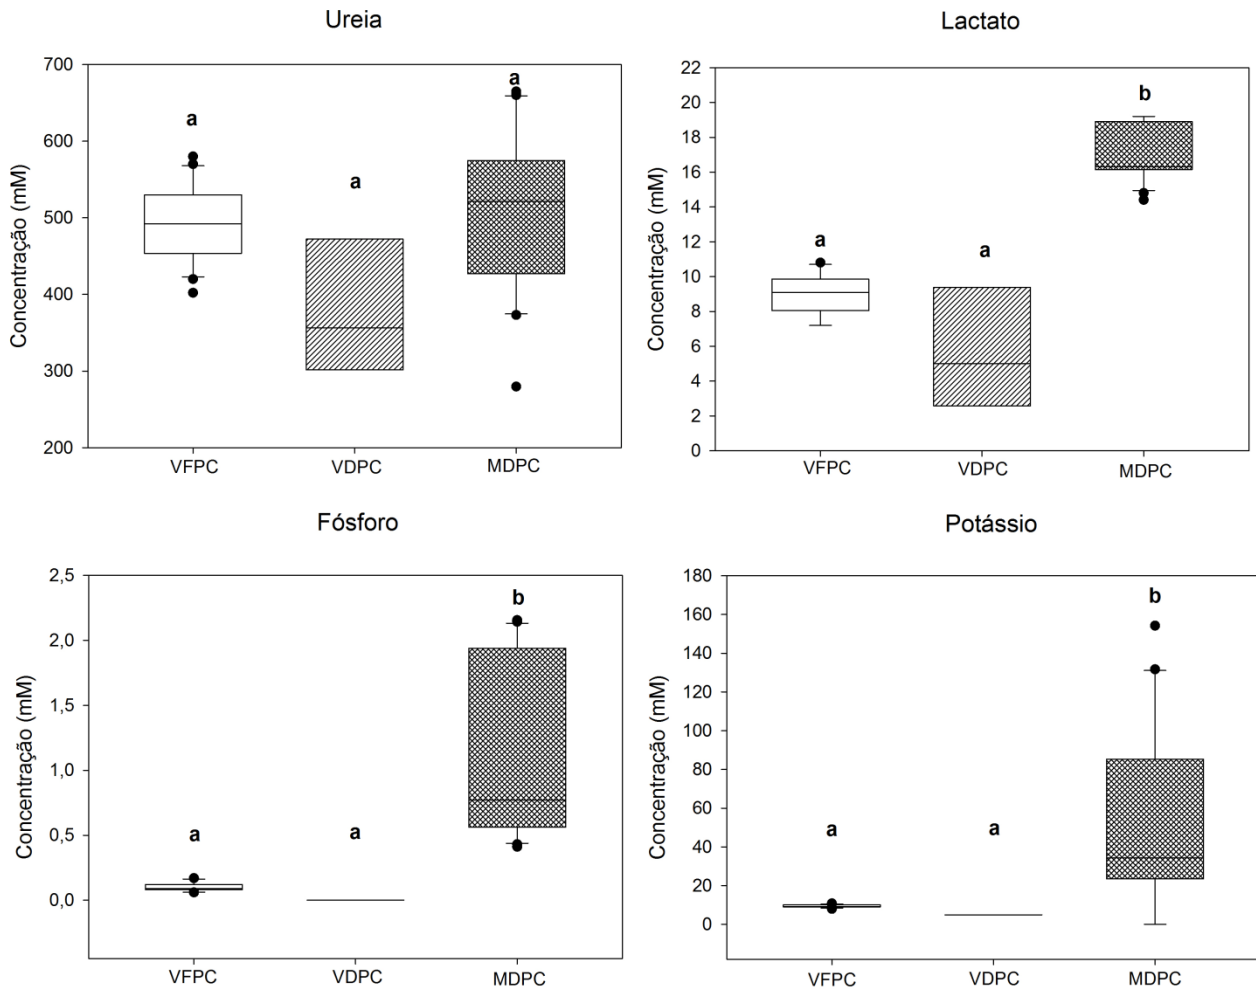 Ureia
Concentração (mM)
700
600
500
400
300
200
a
a
a
VFPC
VDPC
MDPC
Lactato
Concentração (mM)
22
20
18
16
14
12
10
8
6
4
2
0
a
a
b
VFPC
VDPC
MDPC
Fósforo
Concentração (mM)
2,5
2,0
1,5
1,0
0,5
0,0
a
a
b
VFPC
VDPC
MDPC
Potássio
Concentração (mM)
180
160
140
120
100
80
60
40
20
0
a
a
b
VFPC
VDPC
MDPC